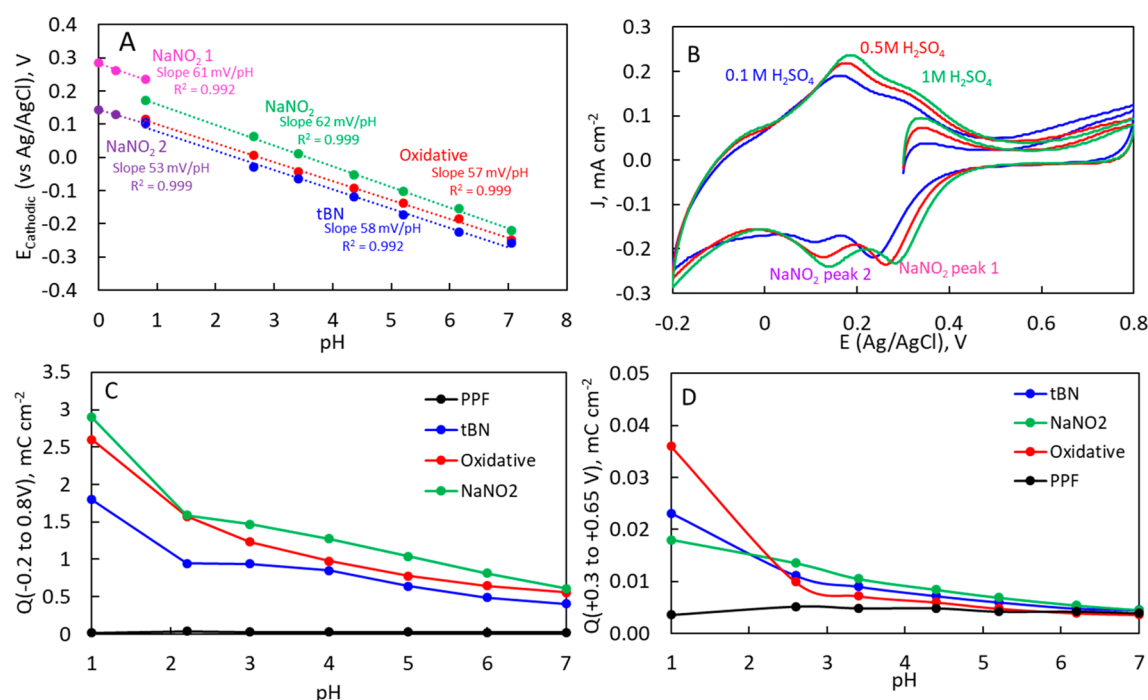 A
E_Cathodic (vs Ag/AgCl), V
0.4
0.3
0.2
0.1
0.0
-0.1
-0.2
-0.3
-0.4
NaNO₂ 1
Slope 61 mV/pH
R² = 0.992
NaNO₂
Slope 62 mV/pH
R² = 0.999
NaNO₂ 2
Slope 53 mV/pH
R² = 0.999
Oxidative
Slope 57 mV/pH
R² = 0.999
tBN
Slope 58 mV/pH
R² = 0.992
0 1 2 3 4 5 6 7 8
pH
B
J, mA cm⁻²
0.3
0.2
0.1
0.0
-0.1
-0.2
-0.3
0.5M H₂SO₄
0.1 M H₂SO₄
1M H₂SO₄
NaNO₂ peak 2
NaNO₂ peak 1
-0.2 0 0.2 0.4 0.6 0.8
E (Ag/AgCl), V
C
Q(-0.2 to 0.8V), mC cm⁻²
3.5
3
2.5
2
1.5
1
0.5
0
PPF
tBN
Oxidative
NaNO2
1 2 3 4 5 6 7
pH
D
Q(+0.3 to +0.65 V), mC cm⁻²
0.05
0.04
0.03
0.02
0.01
0.00
tBN
NaNO2
Oxidative
PPF
1 2 3 4 5 6 7
pH